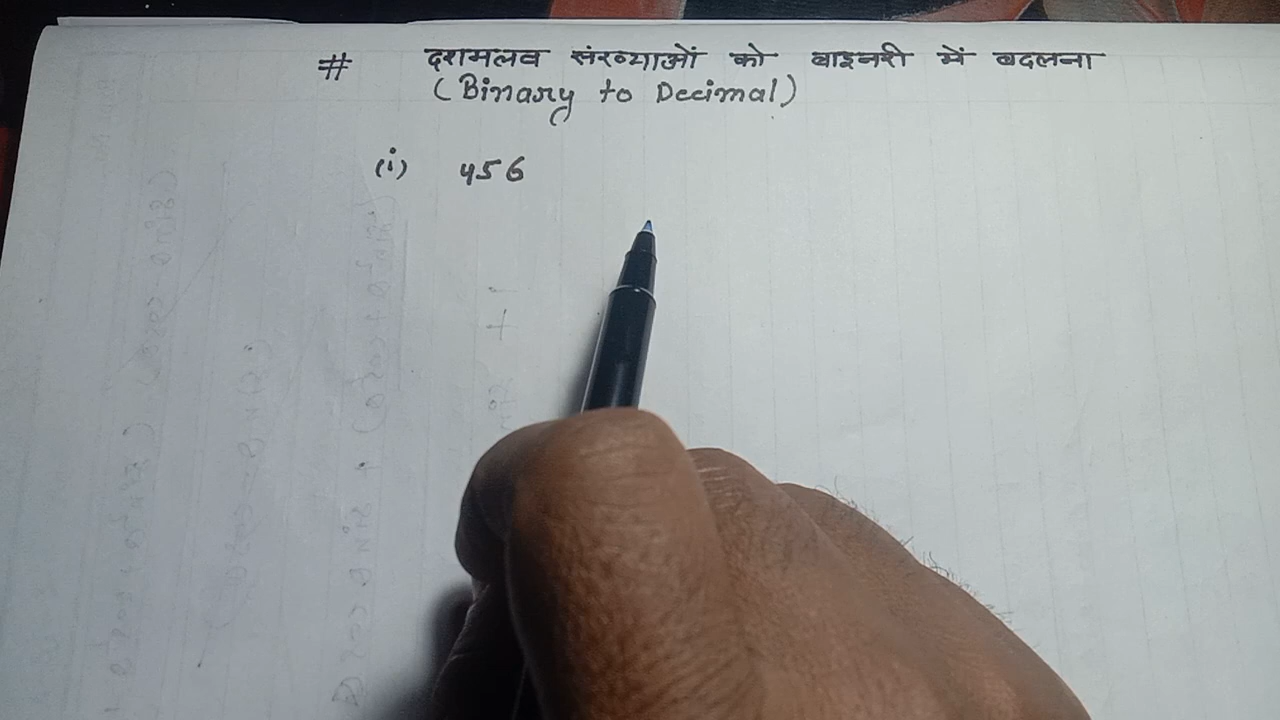 # दशमलव संख्याओं को बाइनरी में बदलना
(Binary to Decimal)
(i) 456